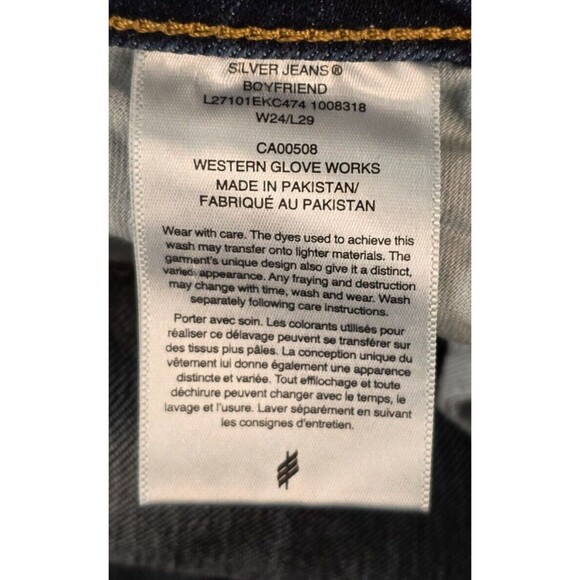 SILVER JEANS®
BOYFRIEND
L27101EKC474 1008318
W24/L29
CA00508
WESTERN GLOVE WORKS
MADE IN PAKISTAN/
FABRIQUÉ AU PAKISTAN
Wear with care. The dyes used to achieve this
wash may transfer onto lighter materials. The
garment's unique design also give it a distinct,
varied appearance. Any fraying and destruction
may change with time, wash and wear. Wash
separately following care instructions.
Porter avec soin. Les colorants utilisés pour
réaliser ce délavage peuvent se transférer sur
des tissus plus pâles. La conception unique du
vêtement lui donne également une apparence
distincte et variée. Tout effilochage et toute
déchirure peuvent changer avec le temps, le
lavage et l'usure. Laver séparément en suivant
les consignes d'entretien.